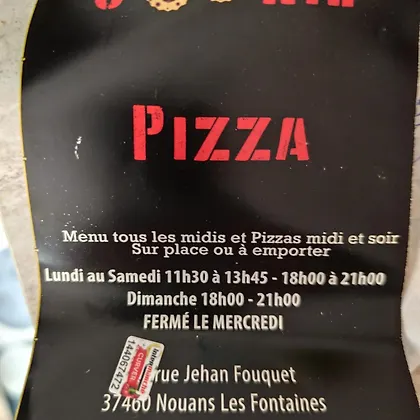 PIZZA
Menu tous les midis et Pizzas midi et soir
Sur place ou à emporter
Lundi au Samedi 11h30 à 13h45 - 18h00 à 21h00
Dimanche 18h00 - 21h00
FERMÉ LE MERCREDI
144067472
rue Jehan Fouquet
37460 Nouans Les Fontaines